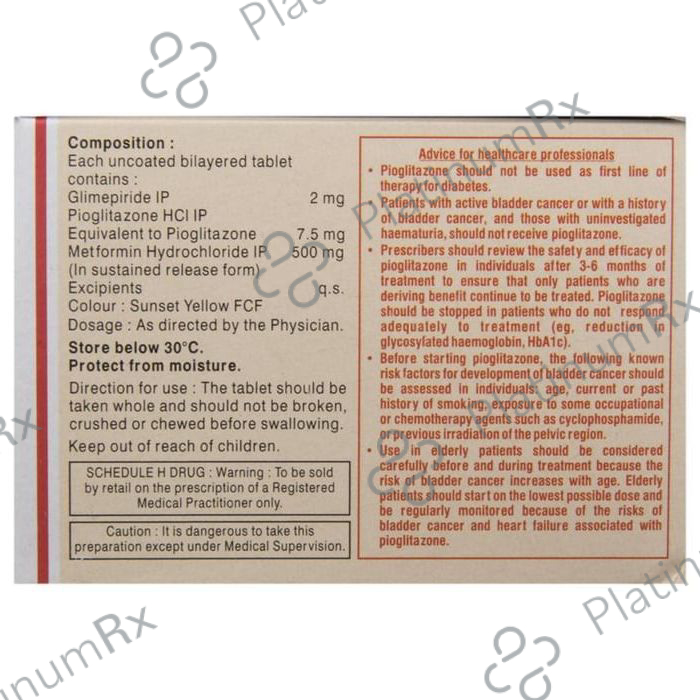 Composition :
Each uncoated bilayered tablet
contains :
Glimepiride IP 2 mg
Pioglitazone HCl IP
Equivalent to Pioglitazone 7.5 mg
Metformin Hydrochloride IP 500 mg
(In sustained release form)
Excipients q.s.
Colour : Sunset Yellow FCF
Dosage : As directed by the Physician.
Store below 30°C.
Protect from moisture.
Direction for use : The tablet should be
taken whole and should not be broken,
crushed or chewed before swallowing.
Keep out of reach of children.
SCHEDULE H DRUG : Warning : To be sold
by retail on the prescription of a Registered
Medical Practitioner only.
Caution : It is dangerous to take this
preparation except under Medical Supervision.
Advice for healthcare professionals
• Pioglitazone should not be used as first line of
therapy for diabetes.
• Patients with active bladder cancer or with a history
of bladder cancer, and those with uninvestigated
haematuria, should not receive pioglitazone.
• Prescribers should review the safety and efficacy of
pioglitazone in individuals after 3-6 months of
treatment to ensure that only patients who are
deriving benefit continue to be treated. Pioglitazone
should be stopped in patients who do not respond
adequately to treatment (eg, reduction in
glycosylated haemoglobin, HbA1c).
• Before starting pioglitazone, the following known
risk factors for development of bladder cancer should
be assessed in individuals: age, current or past
history of smoking, exposure to some occupational
or chemotherapy agents such as cyclophosphamide,
or previous irradiation of the pelvic region.
• Use in elderly patients should be considered
carefully before and during treatment because the
risk of bladder cancer increases with age. Elderly
patients should start on the lowest possible dose and
be regularly monitored because of the risks of
bladder cancer and heart failure associated with
pioglitazone.
Platinum
PlatinumRx
PlatinumRx
PlatinumRx
Rx
PlatinumRx
Platinu